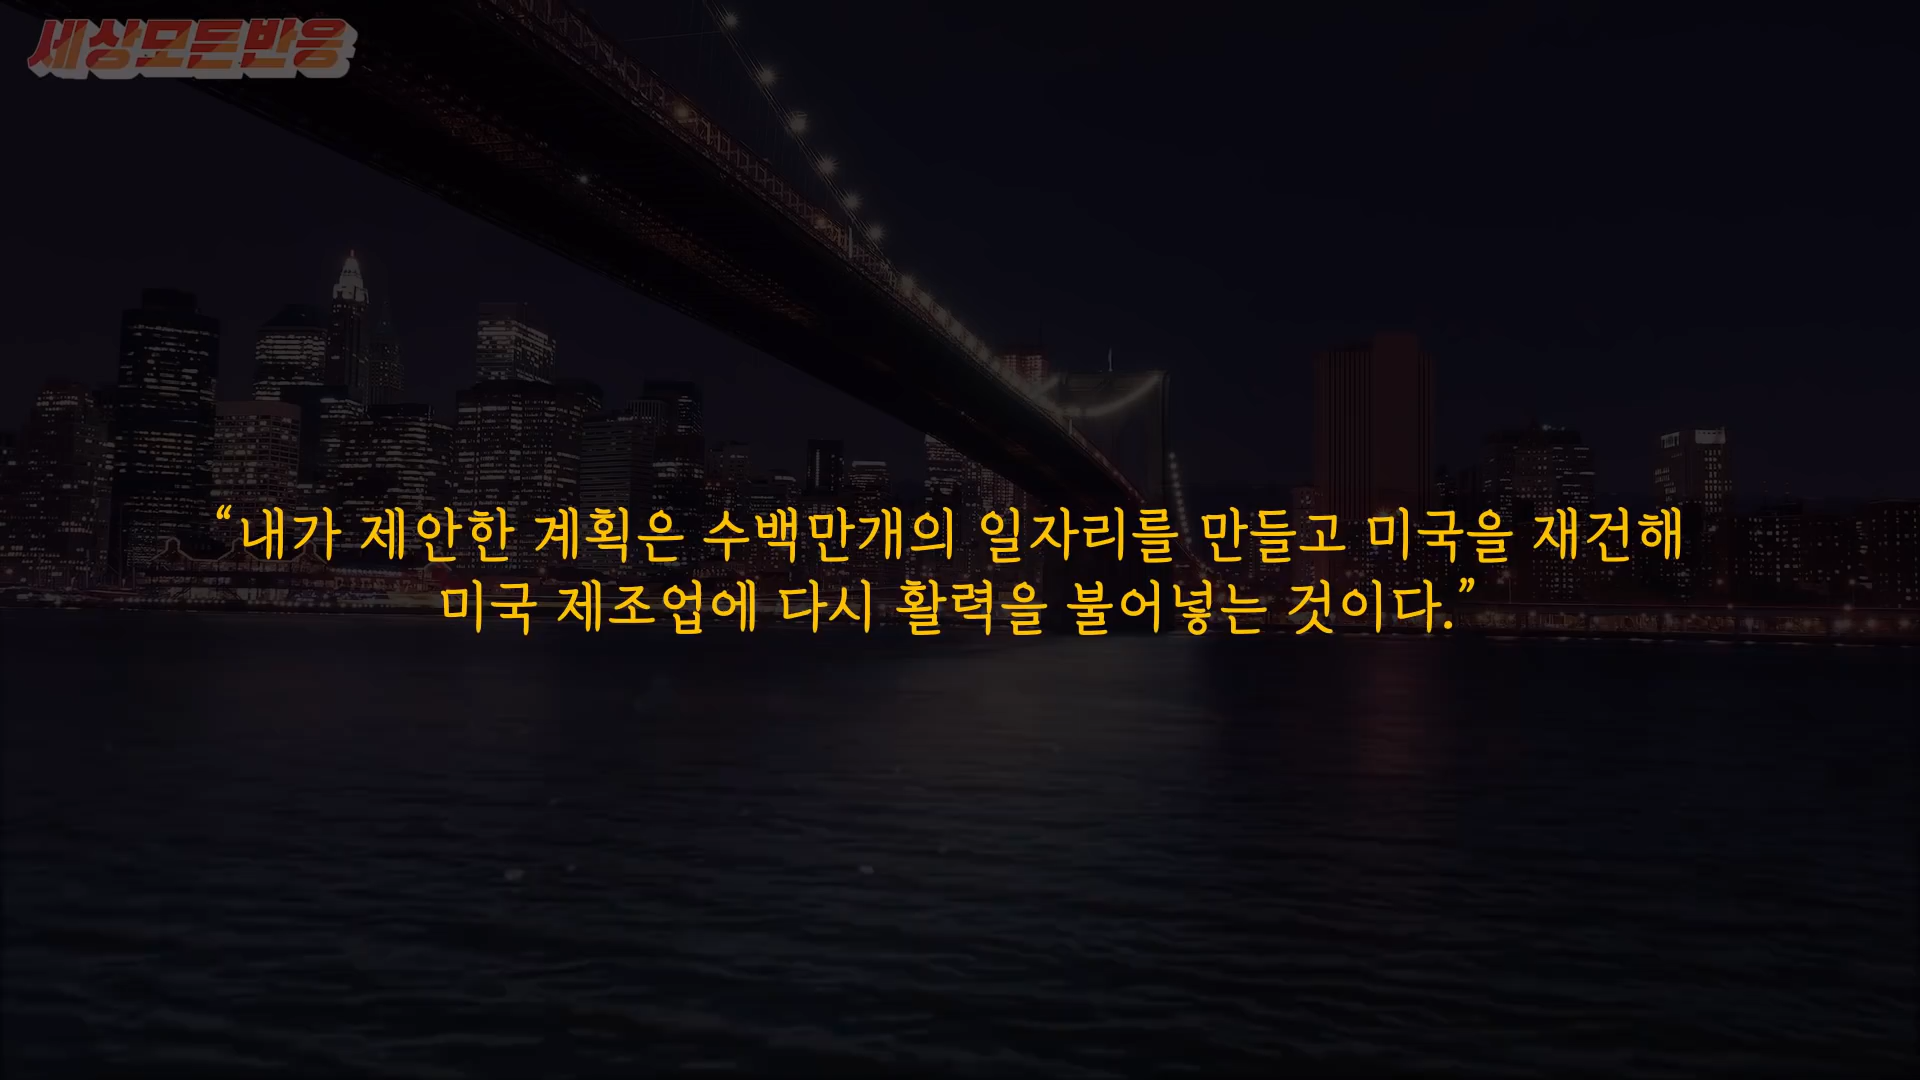 세상모든반응
“내가 제안한 계획은 수백만개의 일자리를 만들고 미국을 재건해
미국 제조업에 다시 활력을 불어넣는 것이다.”